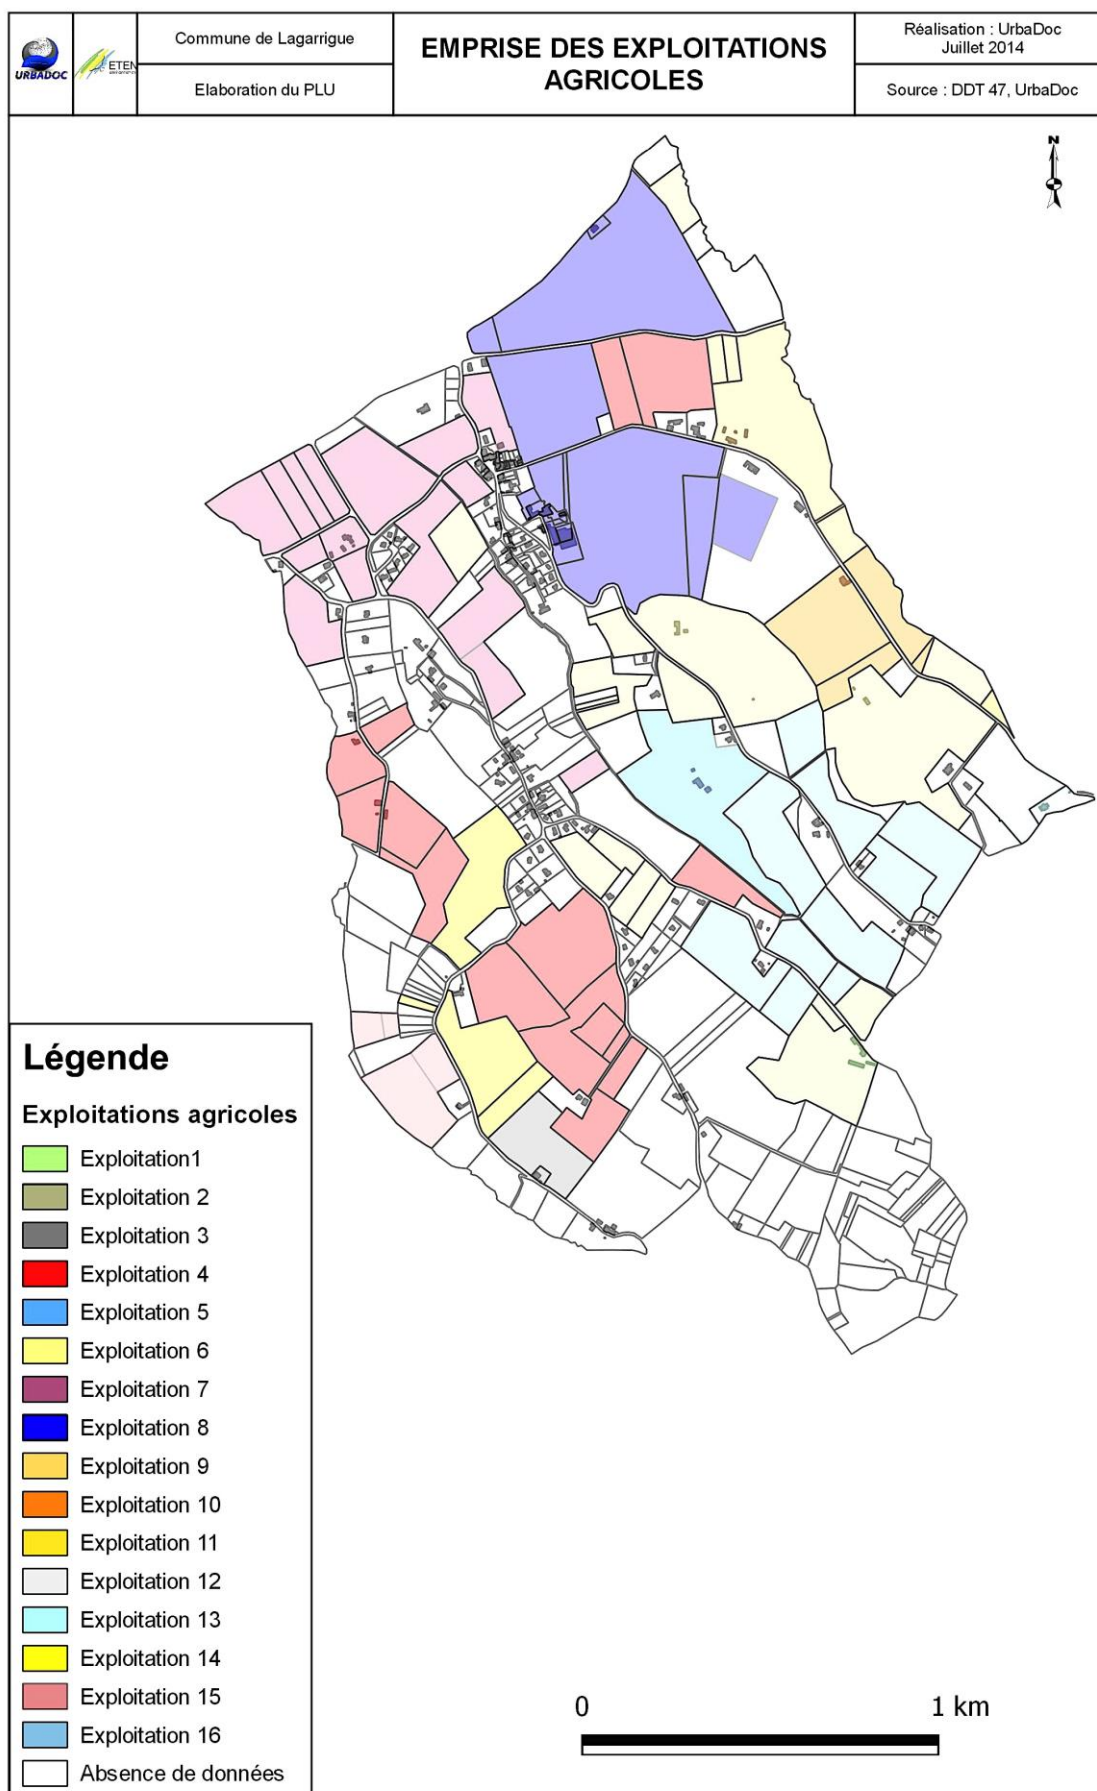 URBADOC
ETEN
Commune de Lagarrigue
Elaboration du PLU
EMPRISE DES EXPLOITATIONS
AGRICOLES
Réalisation : UrbaDoc
Juillet 2014
Source : DDT 47, UrbaDoc
N
Légende
Exploitations agricoles
Exploitation1
Exploitation 2
Exploitation 3
Exploitation 4
Exploitation 5
Exploitation 6
Exploitation 7
Exploitation 8
Exploitation 9
Exploitation 10
Exploitation 11
Exploitation 12
Exploitation 13
Exploitation 14
Exploitation 15
Exploitation 16
Absence de données
0 1 km